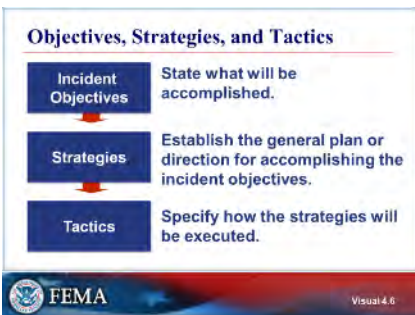 Objectives, Strategies, and Tactics
Incident
Objectives
State what will be
accomplished.
Strategies
Establish the general plan or
direction for accomplishing the
incident objectives.
Tactics
Specify how the strategies will
be executed.
FEMA
Visual 4.6